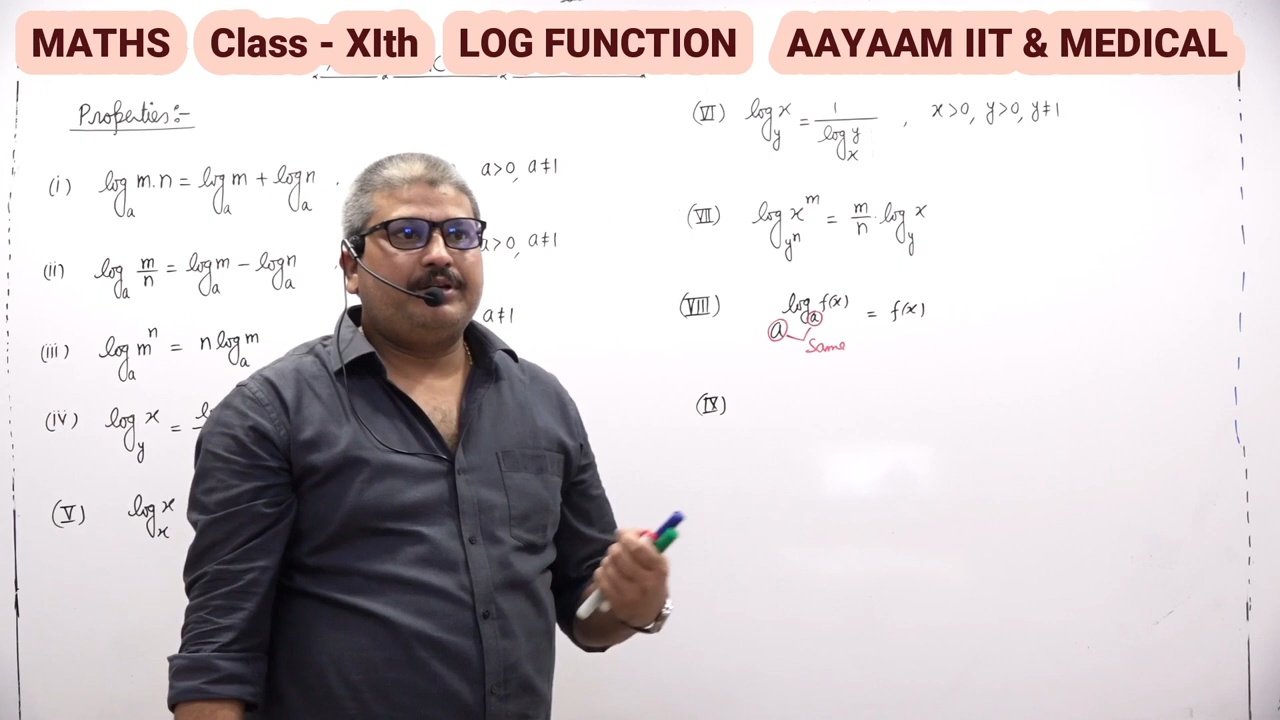 MATHS Class - XIth LOG FUNCTION AAYAAM IIT & MEDICAL
Properties:-
(i) log_a m.n = log_a m + log_a n , a>0, a≠1
(ii) log_a m/n = log_a m - log_a n , a>0, a≠1
(iii) log_a m^n = n log_a m a≠1
(iv) log_y x =
(V) log_x x
(VI) log_y x = 1/log_x y , x>0, y>0, y≠1
(VII) log_{y^n} x^m = m/n . log_y x
(VIII) a^{log_a f(x)} = f(x)
Same
(IX)